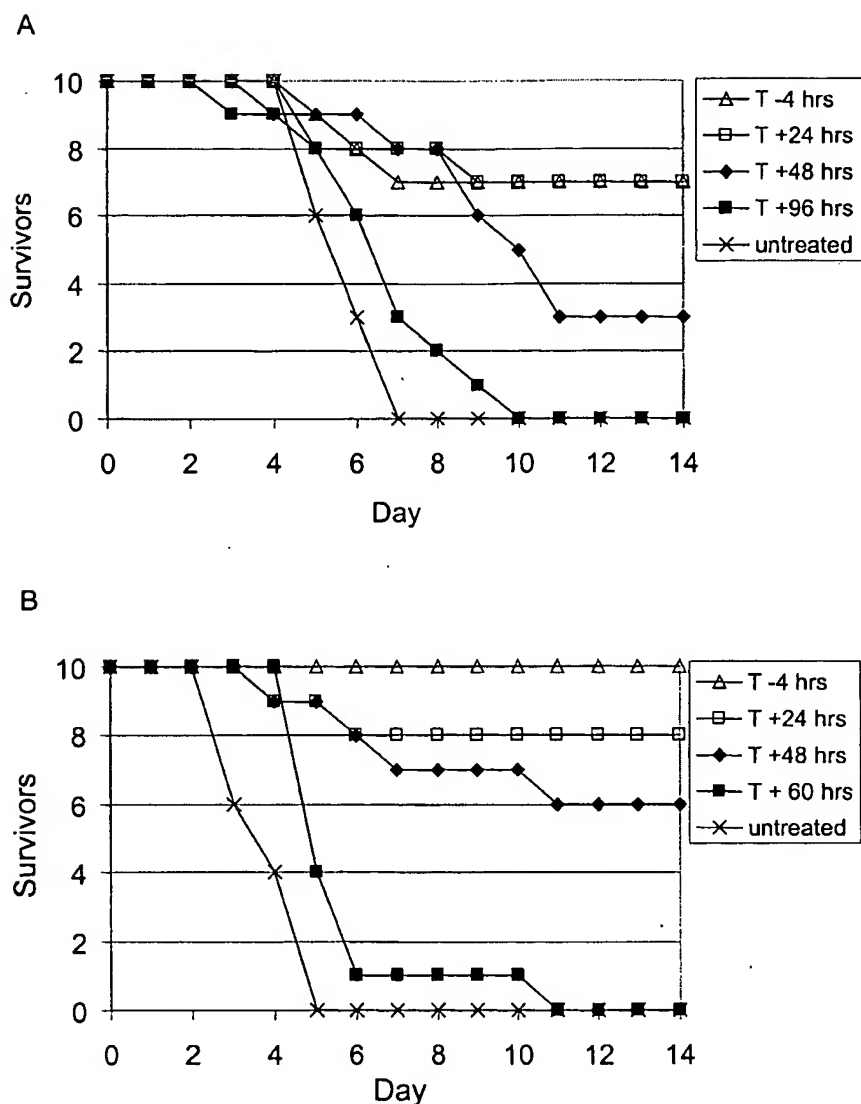 A
10
8
6
4
2
0
Survivors
0 2 4 6 8 10 12 14
Day
T -4 hrs
T +24 hrs
T +48 hrs
T +96 hrs
untreated
B
10
8
6
4
2
0
Survivors
0 2 4 6 8 10 12 14
Day
T -4 hrs
T +24 hrs
T +48 hrs
T + 60 hrs
untreated